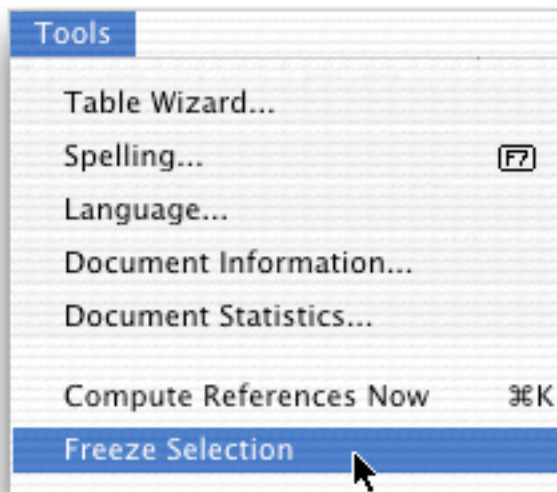 Tools
Table Wizard...
Spelling... F7
Language...
Document Information...
Document Statistics...
Compute References Now ⌘K
Freeze Selection